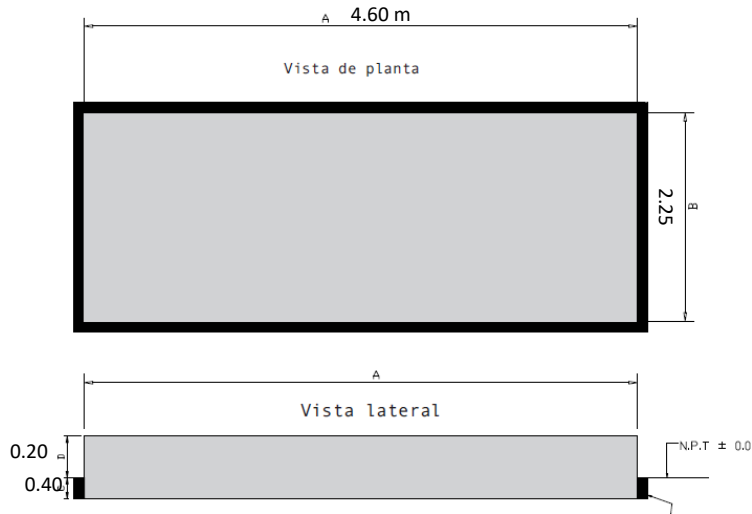 A 4.60 m
Vista de planta
2.25 B
A
Vista lateral
0.20 D
N.P.T ± 0.0
0.40